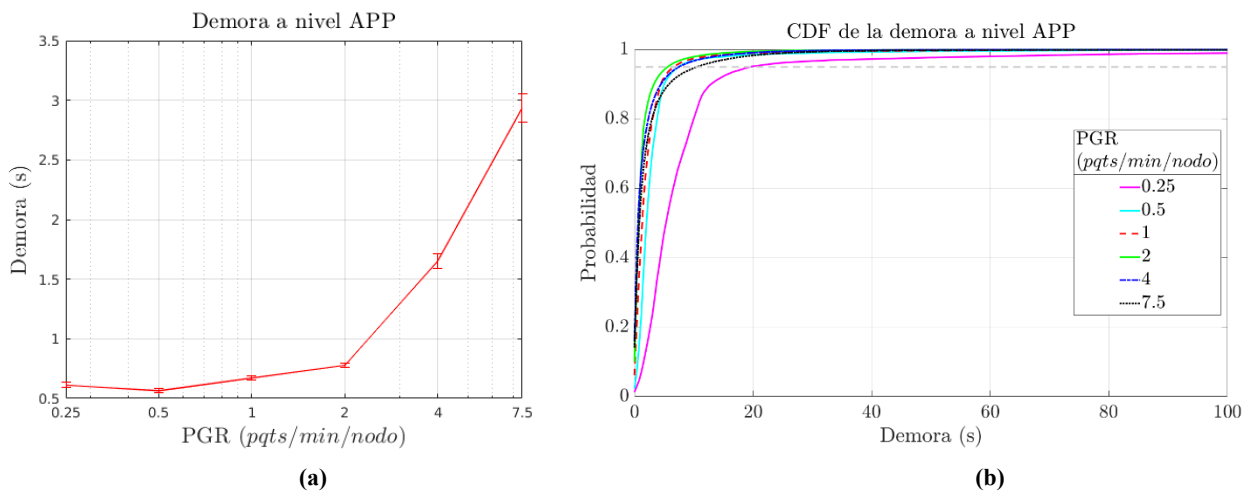 Demora a nivel APP
3.5
3
2.5
2
1.5
1
0.5
Demora (s)
0.25 0.5 1 2 4 7.5
PGR (pqts/min/nodo)
(a)
CDF de la demora a nivel APP
1
0.8
0.6
0.4
0.2
0
Probabilidad
PGR
(pqts/min/nodo)
0.25
0.5
1
2
4
7.5
0 20 40 60 80 100
Demora (s)
(b)